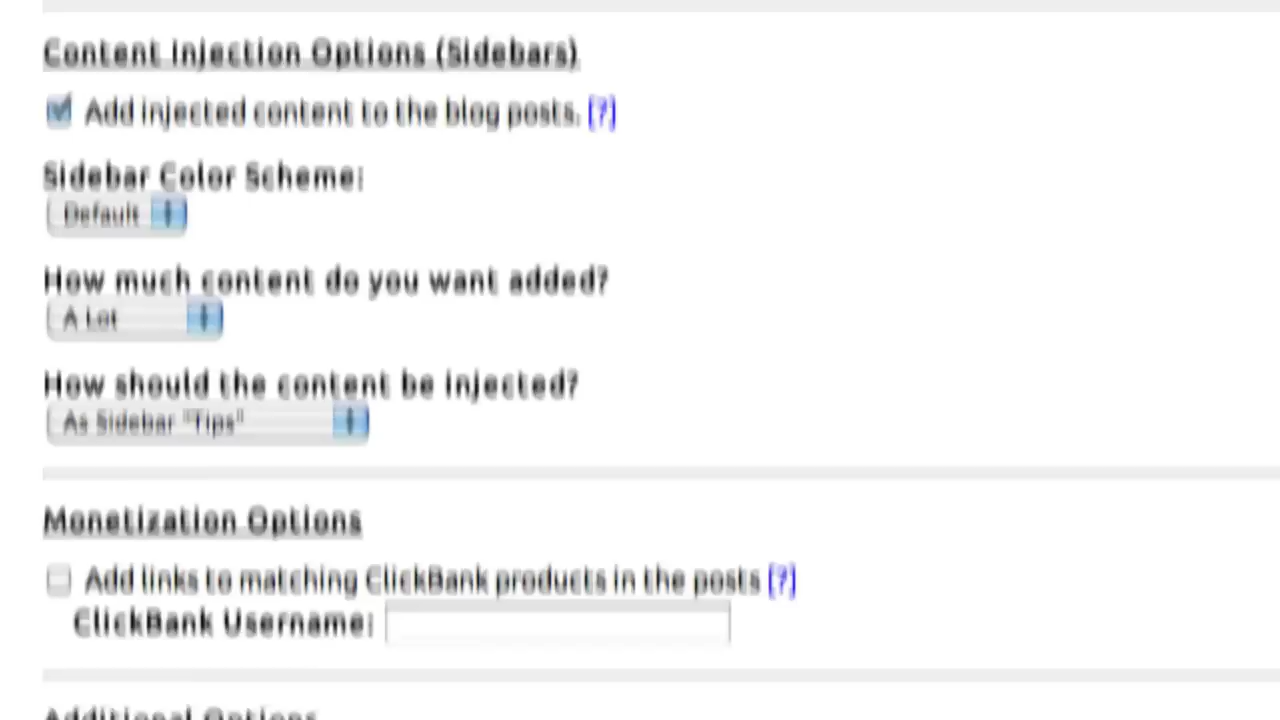 Content Injection Options (Sidebars)
Add injected content to the blog posts. [?]
Sidebar Color Scheme:
Default
How much content do you want added?
A Lot
How should the content be injected?
As Sidebar "Tips"
Monetization Options
Add links to matching ClickBank products in the posts [?]
ClickBank Username:
Additional Options